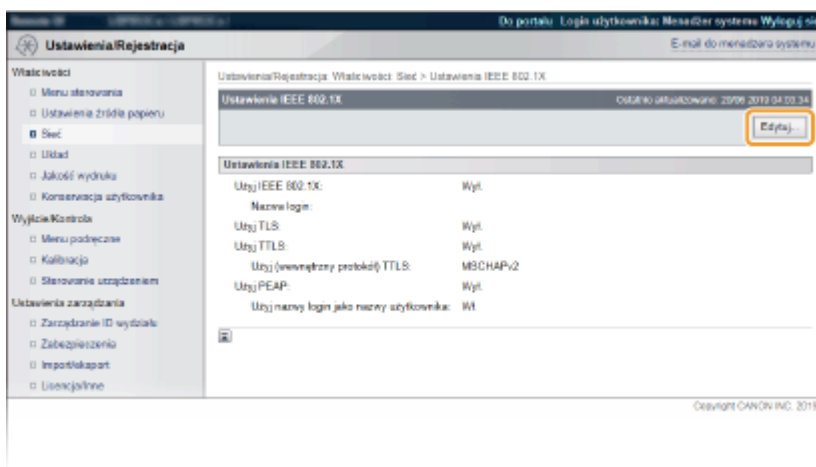 Remote UI
Do portalu Login użytkownika: Menedżer systemu Wyloguj się
Ustawienia/Rejestracja
E-mail do menedżera systemu
Właściwości
Menu sterowania
Ustawienia źródła papieru
Sieć
Układ
Jakość wydruku
Konserwacja użytkownika
Wyjście/Kontrola
Menu podręczne
Kalibracja
Sterowanie urządzeniem
Ustawienia zarządzania
Zarządzanie ID wydziału
Zabezpieczenia
Import/eksport
Licencja/Inne
Ustawienia/Rejestracja: Właściwości: Sieć > Ustawienia IEEE 802.1X
Ustawienia IEEE 802.1X
Ostatnio aktualizowano: 20/06 2019 04:03:34
Edytuj...
Ustawienia IEEE 802.1X
Użyj IEEE 802.1X: Wył.
Nazwa login:
Użyj TLS: Wył.
Użyj TTLS: Wył.
Użyj (wewnętrzny protokół) TTLS: MSCHAPv2
Użyj PEAP: Wył.
Użyj nazwy login jako nazwy użytkownika: Wł.
Copyright CANON INC. 2019